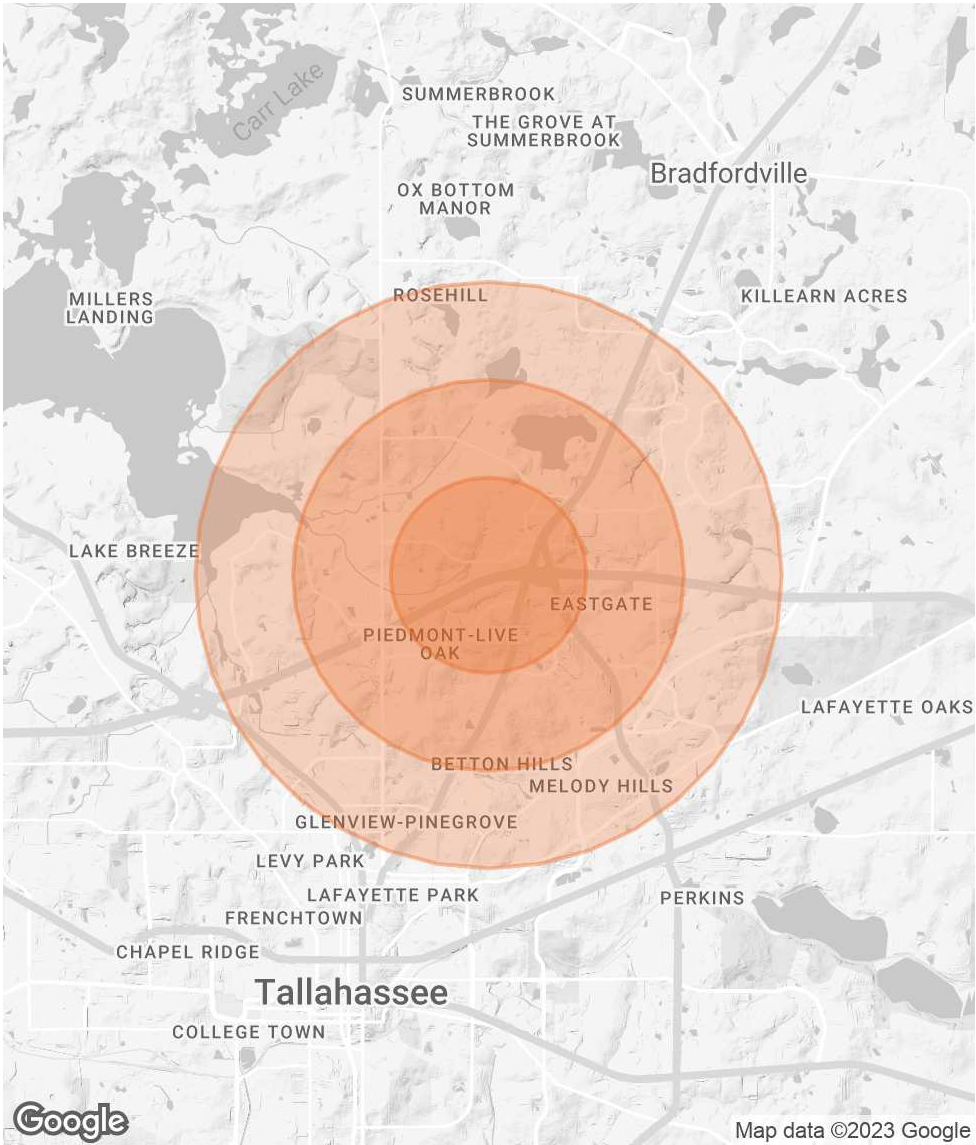 Carr Lake
SUMMERBROOK
THE GROVE AT
SUMMERBROOK
Bradfordville
OX BOTTOM
MANOR
MILLERS
LANDING
ROSEHILL
KILLEARN ACRES
LAKE BREEZE
EASTGATE
PIEDMONT-LIVE
OAK
LAFAYETTE OAKS
BETTON HILLS
MELODY HILLS
GLENVIEW-PINEGROVE
LEVY PARK
LAFAYETTE PARK
PERKINS
FRENCHTOWN
CHAPEL RIDGE
Tallahassee
COLLEGE TOWN
Google
Map data ©2023 Google